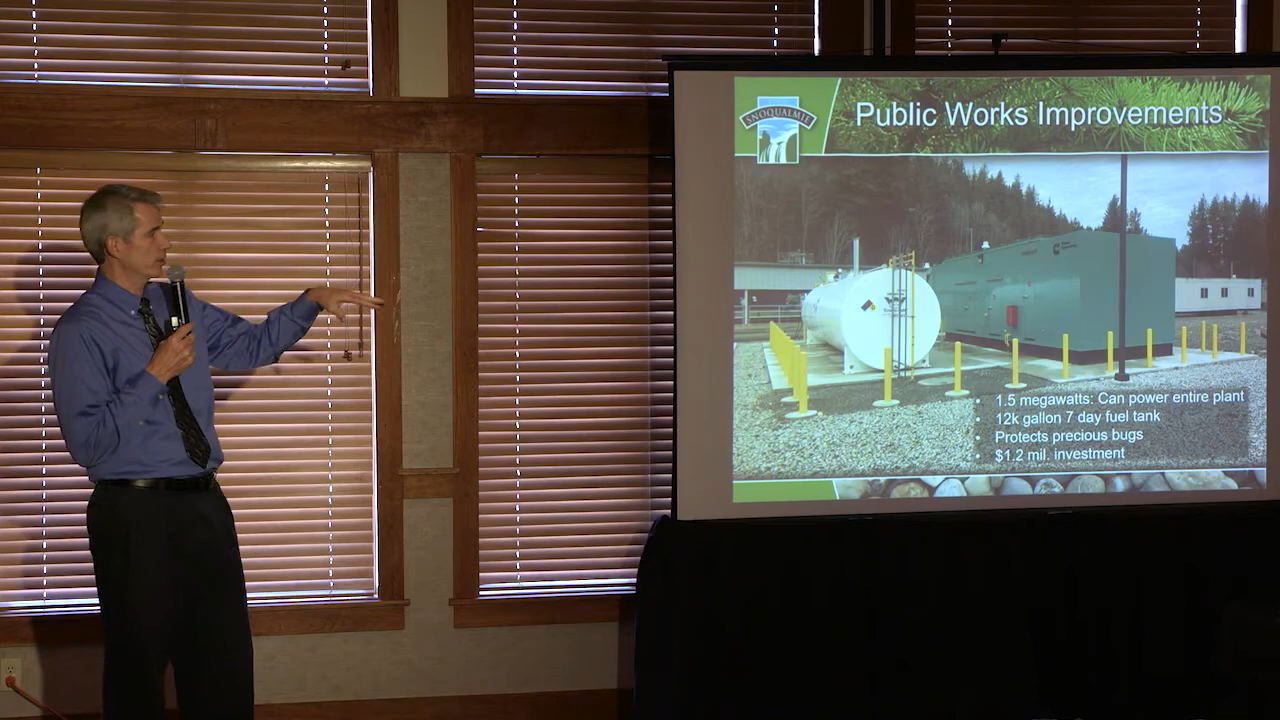 Public Works Improvements
SNOQUALMIE
• 1.5 megawatts: Can power entire plant
• 12k gallon 7 day fuel tank
• Protects precious bugs
• $1.2 mil. investment